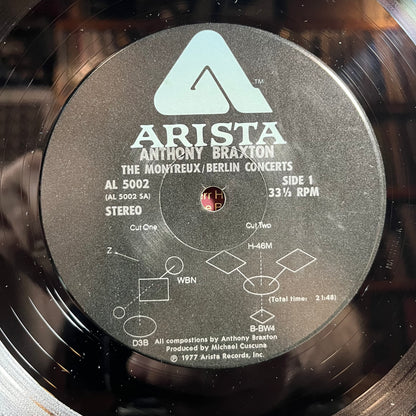 TM
ARISTA
ANTHONY BRAXTON
THE MONTREUX/BERLIN CONCERTS
AL 5002
(AL 5002 SA)
STEREO
SIDE 1
33⅓ RPM
Cut One
Cut Two
H-46M
Z
WBN
(Total time: 21:48)
D3B
B-BW4
All compostions by Anthony Braxton
Produced by Michael Cuscuna
℗ 1977 Arista Records, Inc.